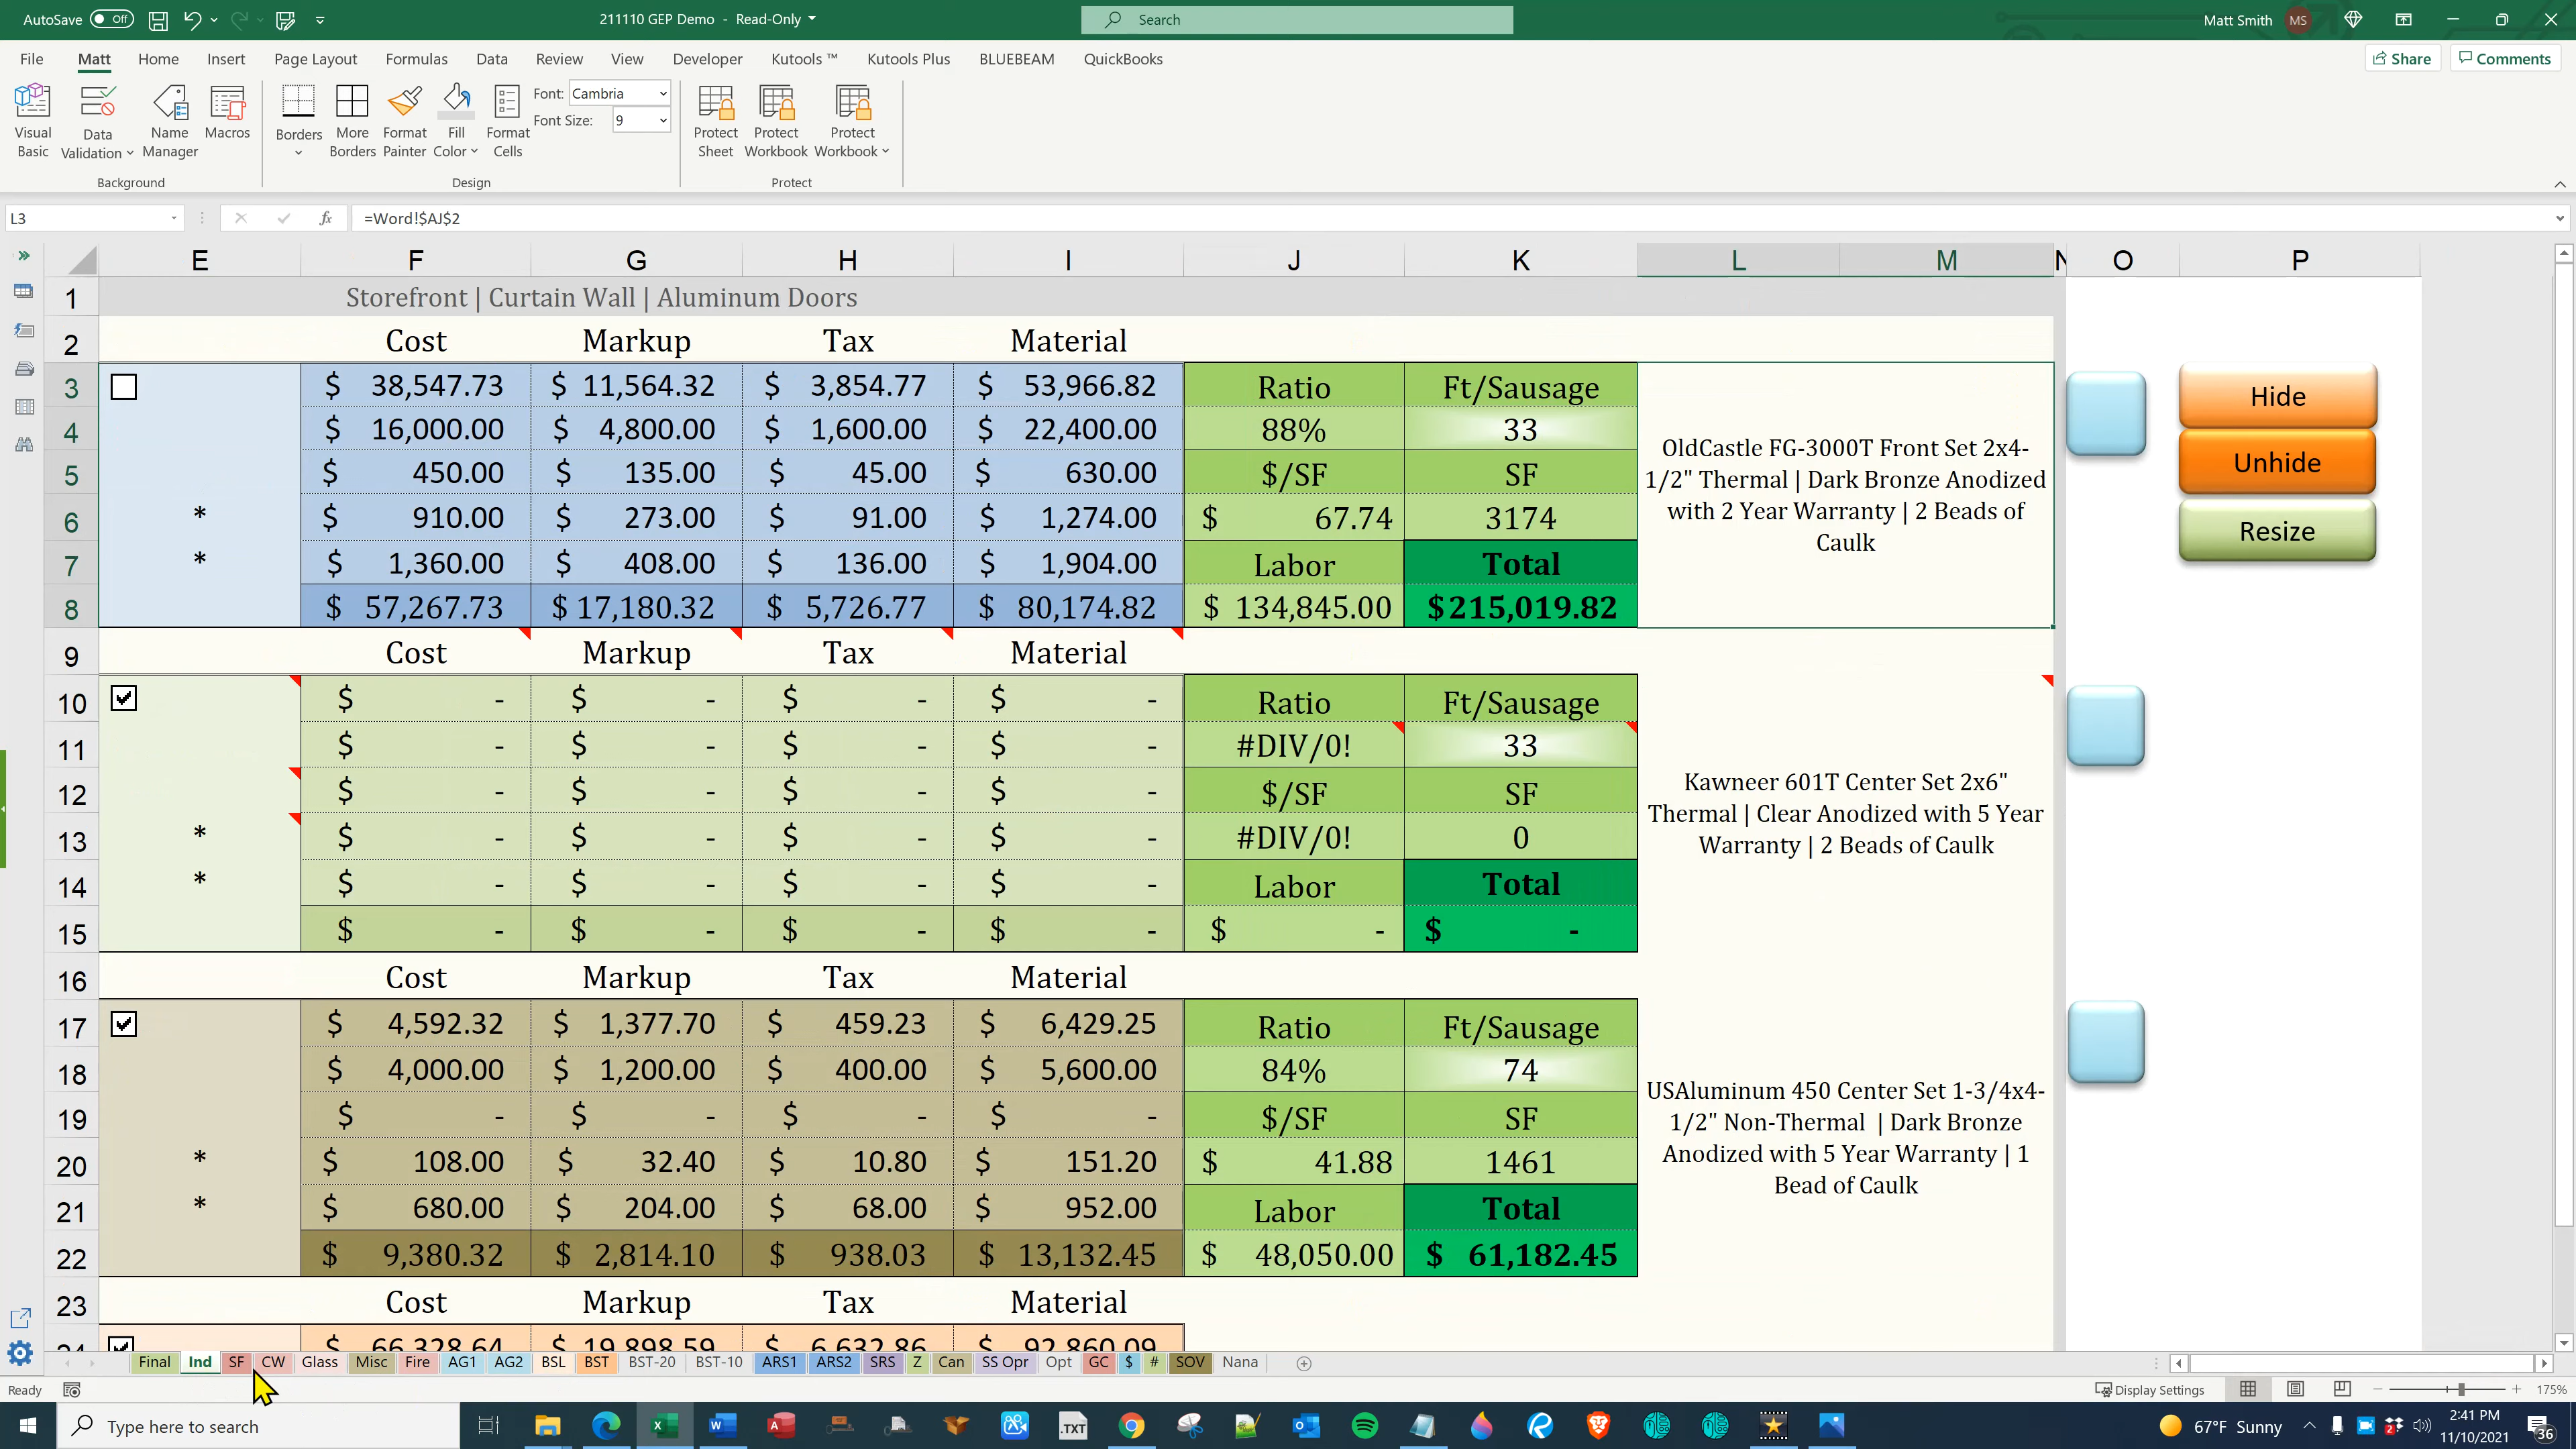 AutoSave Off 211110 GEP Demo - Read-Only Search Matt Smith MS
File Matt Home Insert Page Layout Formulas Data Review View Developer Kutools ™ Kutools Plus BLUEBEAM QuickBooks Share Comments
Visual Basic Data Validation Name Manager Macros Borders More Borders Format Painter Fill Color Format Cells Font: Cambria Font Size: 9 Protect Sheet Protect Workbook Protect Workbook
Background Design Protect
L3 fx =Word!$AJ$2
E F G H I J K L M N O P
1 Storefront | Curtain Wall | Aluminum Doors
2 Cost Markup Tax Material
3 $ 38,547.73 $ 11,564.32 $ 3,854.77 $ 53,966.82 Ratio Ft/Sausage
4 $ 16,000.00 $ 4,800.00 $ 1,600.00 $ 22,400.00 88% 33
5 $ 450.00 $ 135.00 $ 45.00 $ 630.00 $/SF SF
6 * $ 910.00 $ 273.00 $ 91.00 $ 1,274.00 $ 67.74 3174
7 * $ 1,360.00 $ 408.00 $ 136.00 $ 1,904.00 Labor Total
8 $ 57,267.73 $ 17,180.32 $ 5,726.77 $ 80,174.82 $ 134,845.00 $215,019.82
OldCastle FG-3000T Front Set 2x4-
1/2" Thermal | Dark Bronze Anodized
with 2 Year Warranty | 2 Beads of
Caulk
Hide
Unhide
Resize
9 Cost Markup Tax Material
10 $ - $ - $ - $ - Ratio Ft/Sausage
11 $ - $ - $ - $ - #DIV/0! 33
12 $ - $ - $ - $ - $/SF SF
13 * $ - $ - $ - $ - #DIV/0! 0
14 * $ - $ - $ - $ - Labor Total
15 $ - $ - $ - $ - $ - $ -
Kawneer 601T Center Set 2x6"
Thermal | Clear Anodized with 5 Year
Warranty | 2 Beads of Caulk
16 Cost Markup Tax Material
17 $ 4,592.32 $ 1,377.70 $ 459.23 $ 6,429.25 Ratio Ft/Sausage
18 $ 4,000.00 $ 1,200.00 $ 400.00 $ 5,600.00 84% 74
19 $ - $ - $ - $ - $/SF SF
20 * $ 108.00 $ 32.40 $ 10.80 $ 151.20 $ 41.88 1461
21 * $ 680.00 $ 204.00 $ 68.00 $ 952.00 Labor Total
22 $ 9,380.32 $ 2,814.10 $ 938.03 $ 13,132.45 $ 48,050.00 $ 61,182.45
USAluminum 450 Center Set 1-3/4x4-
1/2" Non-Thermal | Dark Bronze
Anodized with 5 Year Warranty | 1
Bead of Caulk
23 Cost Markup Tax Material
24 $ 66,328.64 $ 19,898.59 $ 6,632.86 $ 92,860.09
Final Ind SF CW Glass Misc Fire AG1 AG2 BSL BST BST-20 BST-10 ARS1 ARS2 SRS Z Can SS Opr Opt GC $ # SOV Nana
Ready Display Settings 175%
Type here to search .TXT 67°F Sunny 2:41 PM
11/10/2021 36